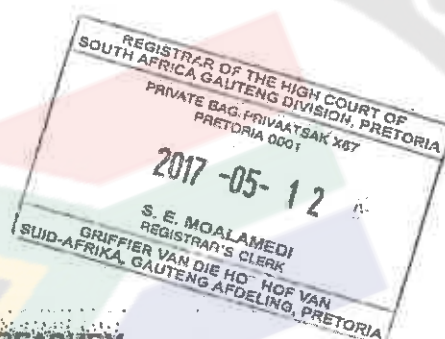 REGISTRAR OF THE HIGH COURT OF
SOUTH AFRICA GAUTENG DIVISION, PRETORIA
PRIVATE BAG/PRIVAATSAK X67
PRETORIA 0001
2017 -05- 12
S. E. MOALAMEDI
REGISTRAR'S CLERK
GRIFFIER VAN DIE HOF VAN
SUID-AFRIKA, GAUTENG AFDELING, PRETORIA